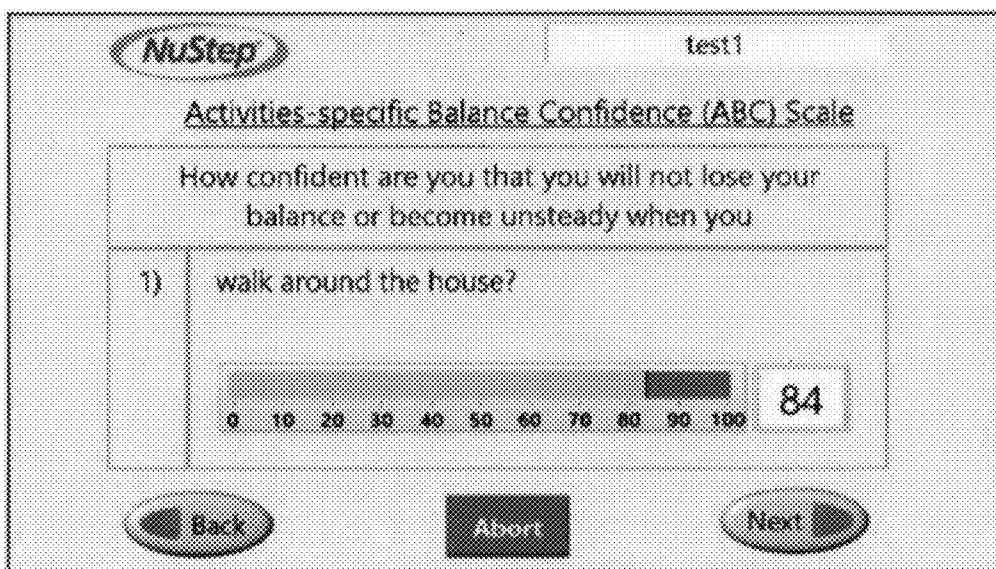 NuStep
test1
Activities-specific Balance Confidence (ABC) Scale
How confident are you that you will not lose your
balance or become unsteady when you
1) walk around the house?
84
0 10 20 30 40 50 60 70 80 90 100
Back Abort Next